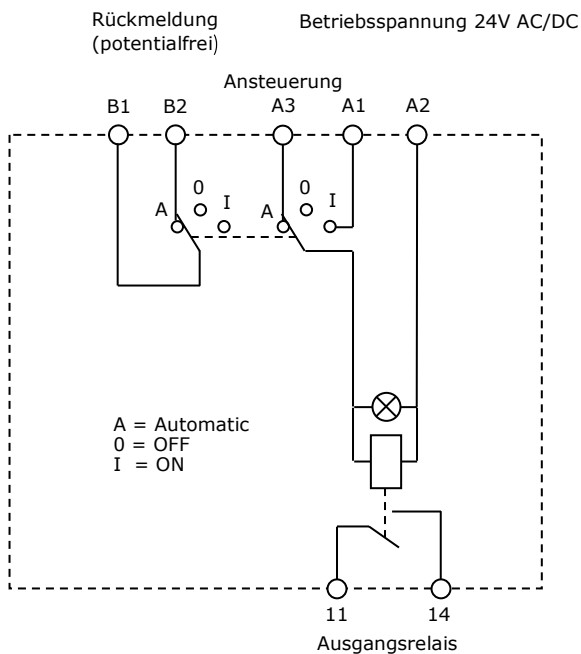 Rückmeldung
(potentialfrei)
Betriebsspannung 24V AC/DC
Ansteuerung
B1 B2 A3 A1 A2
A 0 I A 0 I
A = Automatic
0 = OFF
I = ON
11 14
Ausgangsrelais